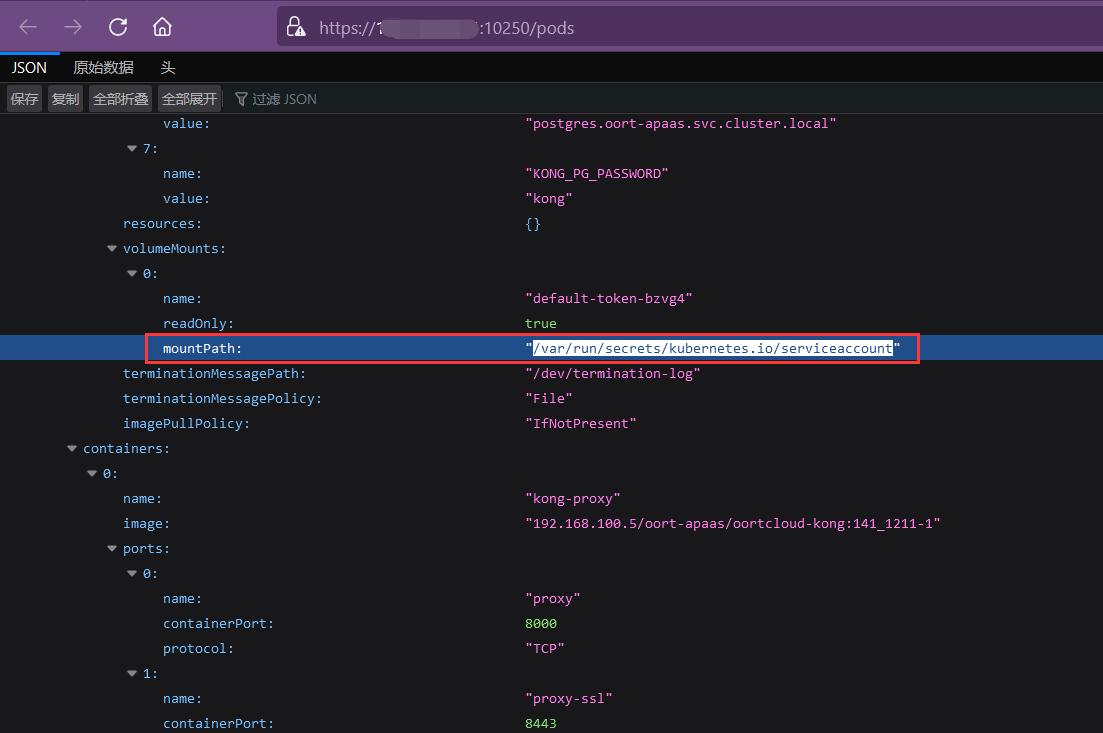 https://1:10250/pods
JSON 原始数据 头
保存 复制 全部折叠 全部展开 过滤 JSON
value: "postgres.oort-apaas.svc.cluster.local"
7:
name: "KONG_PG_PASSWORD"
value: "kong"
resources: {}
volumeMounts:
0:
name: "default-token-bzvg4"
readOnly: true
mountPath: "/var/run/secrets/kubernetes.io/serviceaccount"
terminationMessagePath: "/dev/termination-log"
terminationMessagePolicy: "File"
imagePullPolicy: "IfNotPresent"
containers:
0:
name: "kong-proxy"
image: "192.168.100.5/oort-apaas/oortcloud-kong:141_1211-1"
ports:
0:
name: "proxy"
containerPort: 8000
protocol: "TCP"
1:
name: "proxy-ssl"
containerPort: 8443